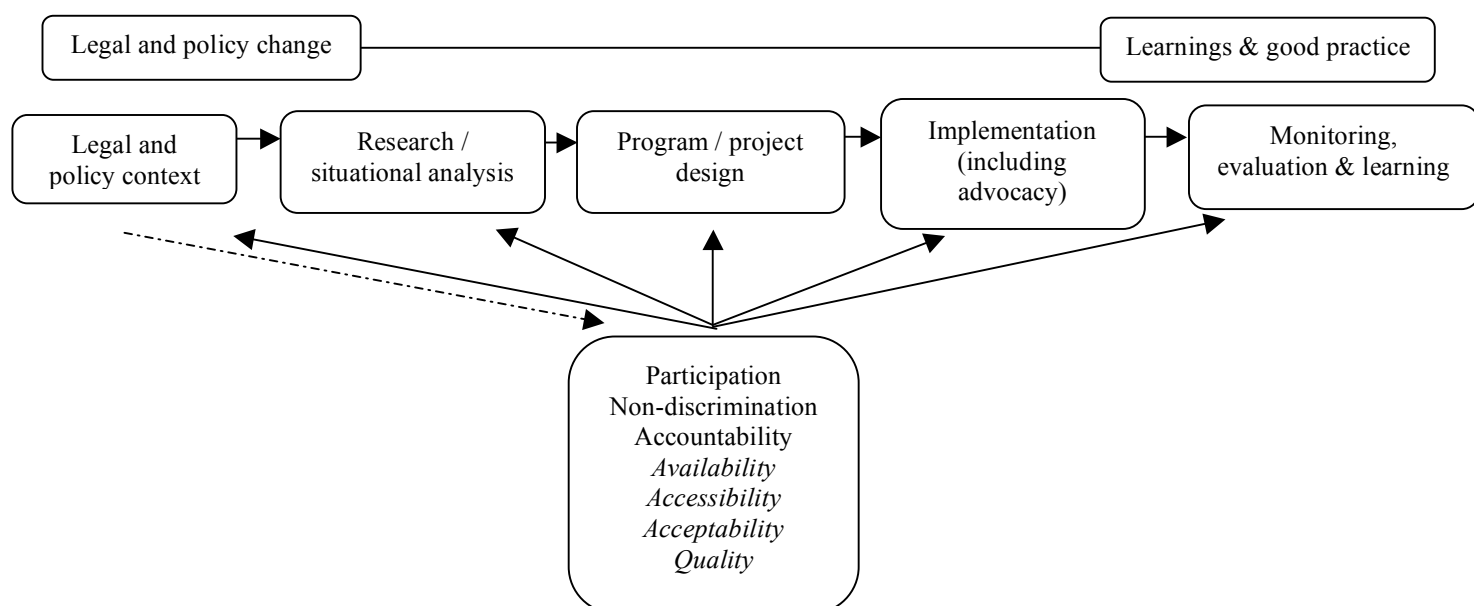 Legal and policy change
Learnings & good practice
Legal and
policy context
Research /
situational analysis
Program / project
design
Implementation
(including
advocacy)
Monitoring,
evaluation & learning
Participation
Non-discrimination
Accountability
Availability
Accessibility
Acceptability
Quality